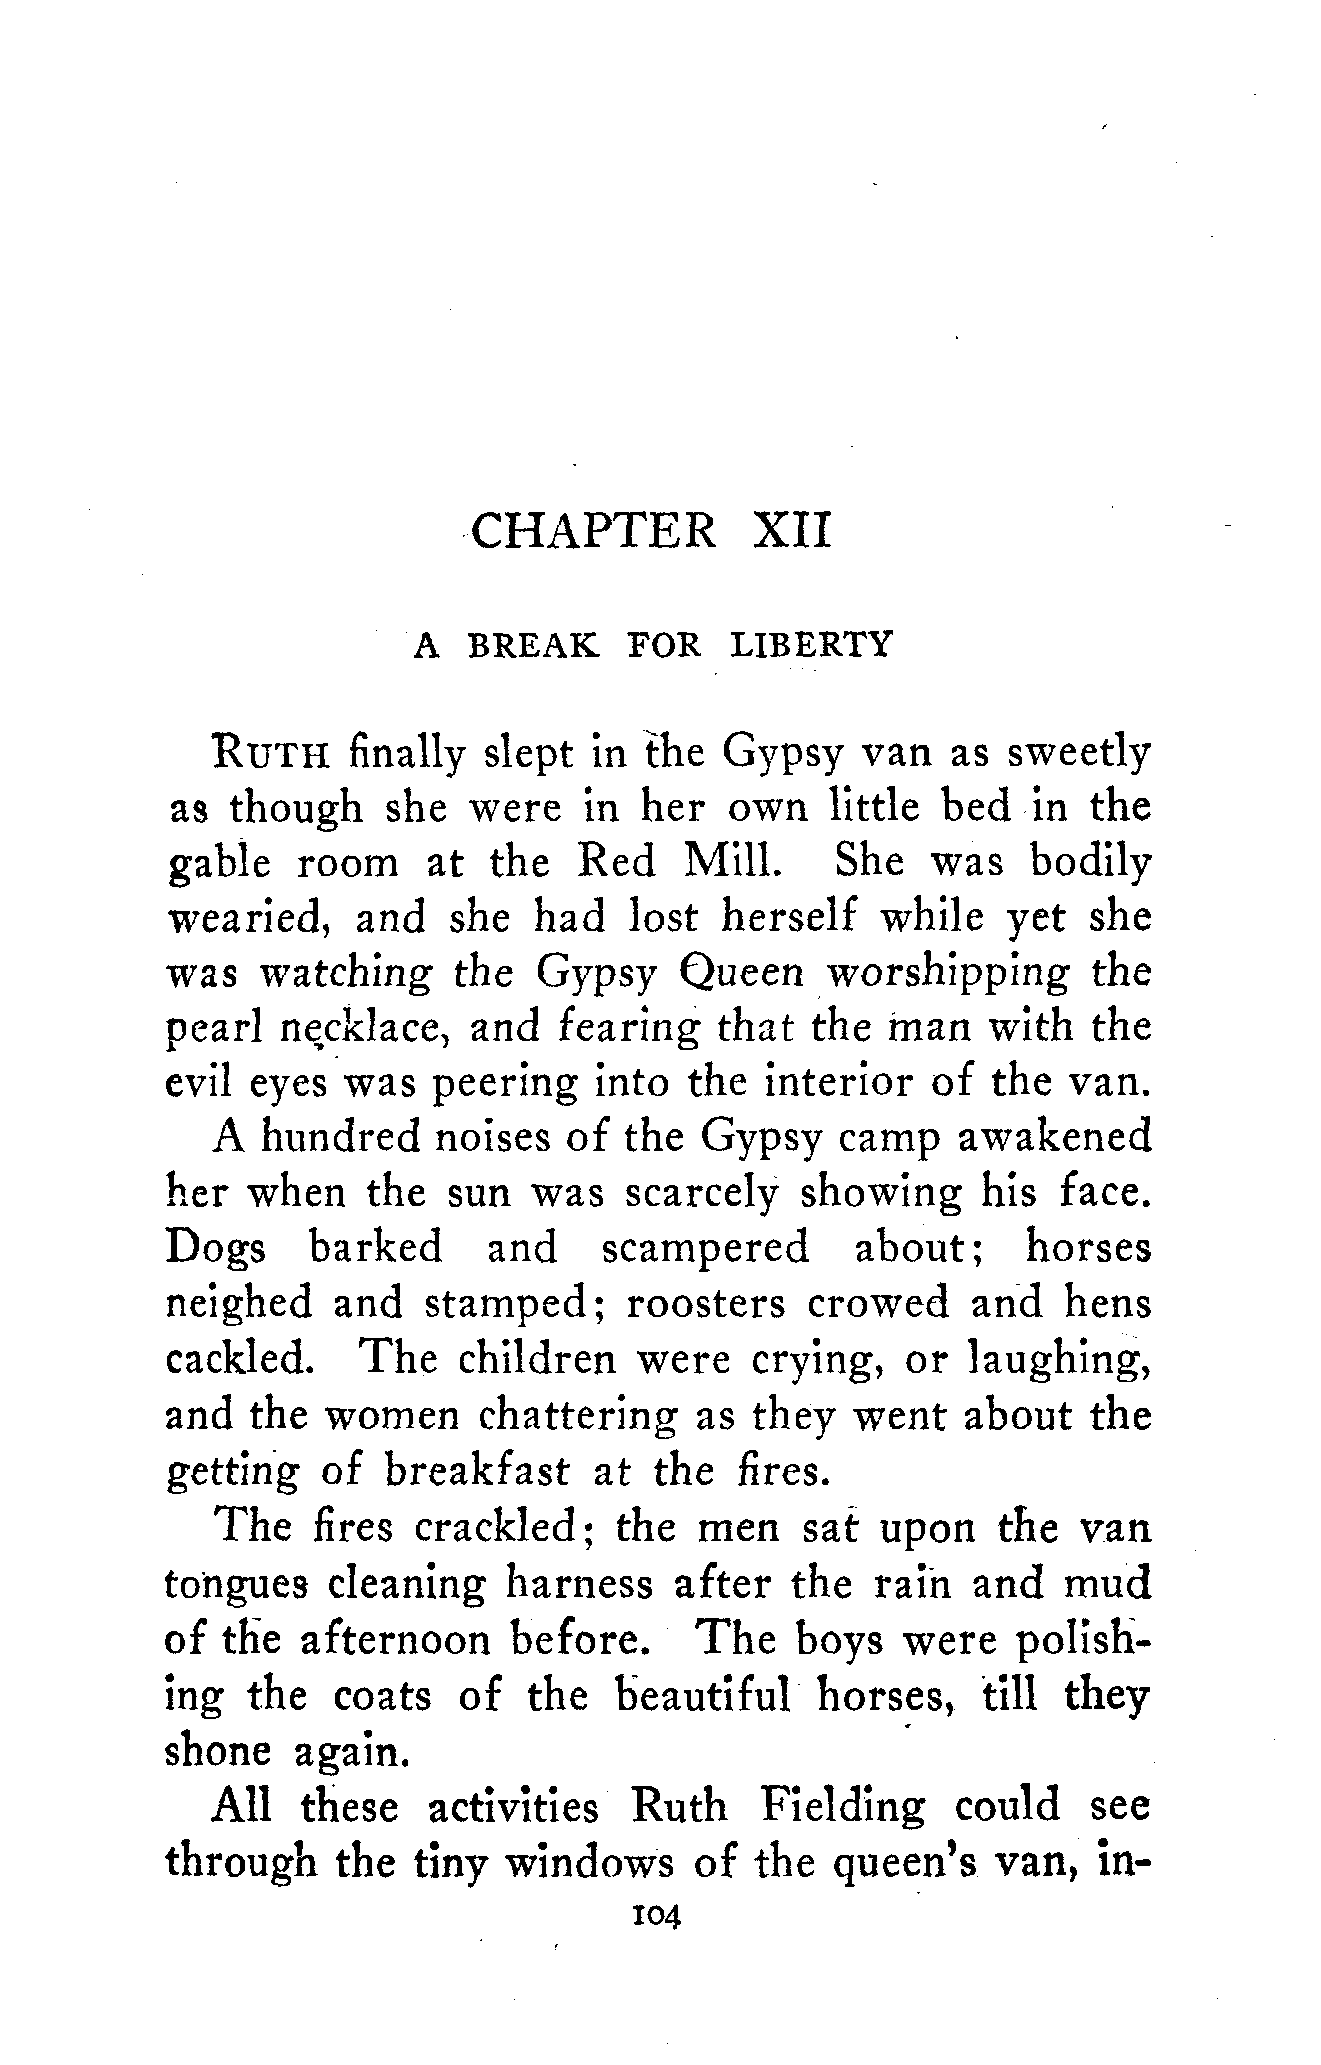 CHAPTER XII
A BREAK FOR LIBERTY
RUTH finally slept in the Gypsy van as sweetly
as though she were in her own little bed in the
gable room at the Red Mill. She was bodily
wearied, and she had lost herself while yet she
was watching the Gypsy Queen worshipping the
pearl necklace, and fearing that the man with the
evil eyes was peering into the interior of the van.
A hundred noises of the Gypsy camp awakened
her when the sun was scarcely showing his face.
Dogs barked and scampered about; horses
neighed and stamped; roosters crowed and hens
cackled. The children were crying, or laughing,
and the women chattering as they went about the
getting of breakfast at the fires.
The fires crackled; the men sat upon the van
tongues cleaning harness after the rain and mud
of the afternoon before. The boys were polish-
ing the coats of the beautiful horses, till they
shone again.
All these activities Ruth Fielding could see
through the tiny windows of the queen's van, in-
104